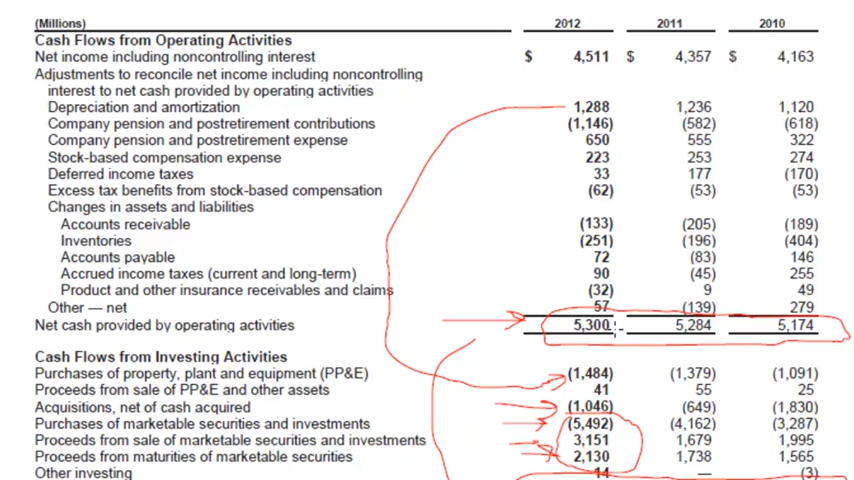 (Millions) 2012 2011 2010
Cash Flows from Operating Activities
Net income including noncontrolling interest $ 4,511 $ 4,357 $ 4,163
Adjustments to reconcile net income including noncontrolling
interest to net cash provided by operating activities
Depreciation and amortization 1,288 1,236 1,120
Company pension and postretirement contributions (1,146) (582) (618)
Company pension and postretirement expense 650 555 322
Stock-based compensation expense 223 253 274
Deferred income taxes 33 177 (170)
Excess tax benefits from stock-based compensation (62) (53) (53)
Changes in assets and liabilities
Accounts receivable (133) (205) (189)
Inventories (251) (196) (404)
Accounts payable 72 (83) 146
Accrued income taxes (current and long-term) 90 (45) 255
Product and other insurance receivables and claims (32) 9 49
Other — net 57 (139) 279
Net cash provided by operating activities 5,300 5,284 5,174
Cash Flows from Investing Activities
Purchases of property, plant and equipment (PP&E) (1,484) (1,379) (1,091)
Proceeds from sale of PP&E and other assets 41 55 25
Acquisitions, net of cash acquired (1,046) (649) (1,830)
Purchases of marketable securities and investments (5,492) (4,162) (3,287)
Proceeds from sale of marketable securities and investments 3,151 1,679 1,995
Proceeds from maturities of marketable securities 2,130 1,738 1,565
Other investing 14 — (3)